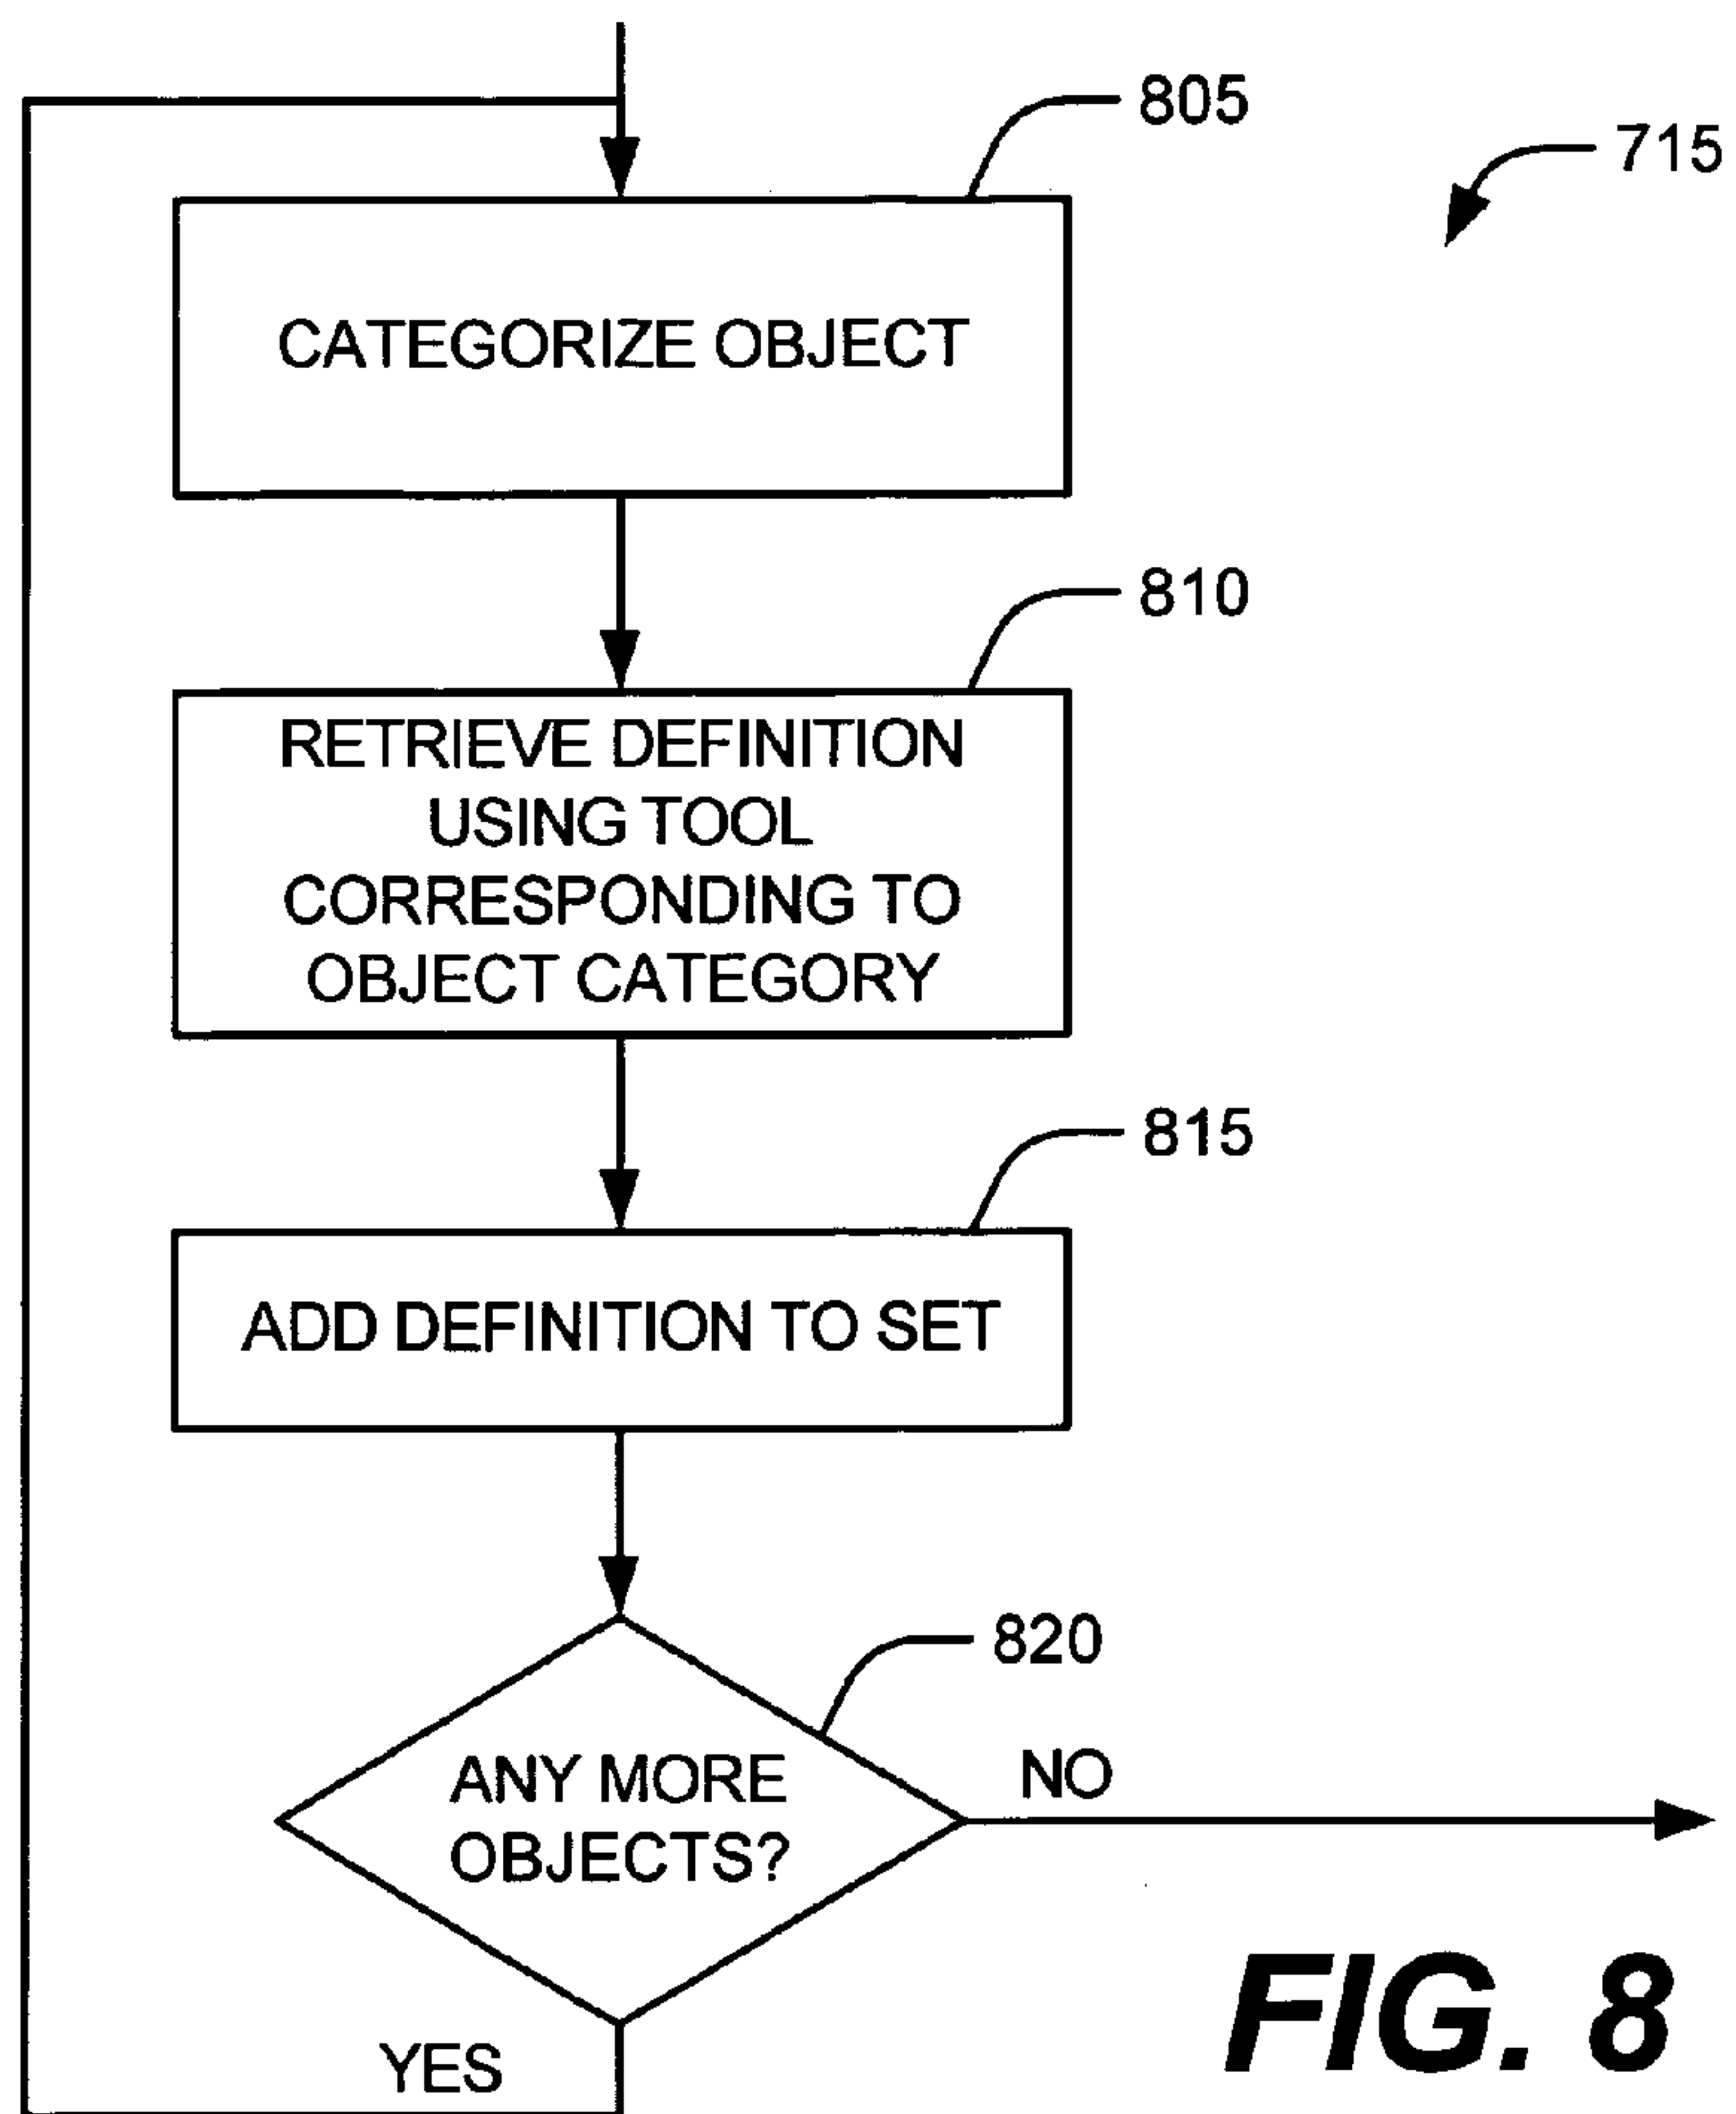 805
715
CATEGORIZE OBJECT
810
RETRIEVE DEFINITION
USING TOOL
CORRESPONDING TO
OBJECT CATEGORY
815
ADD DEFINITION TO SET
820
ANY MORE
OBJECTS?
NO
YES
FIG. 8